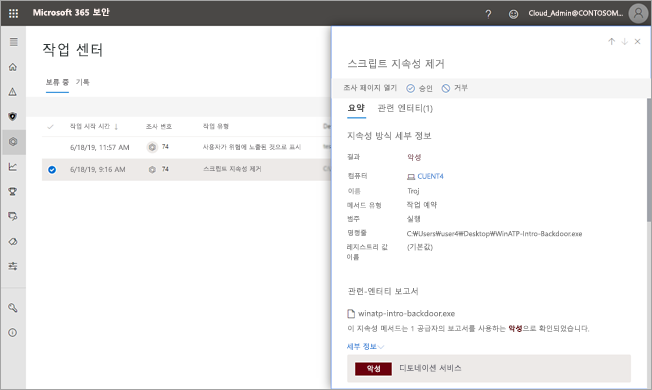 Microsoft 365 보안
Cloud_Admin@CONTOSOM...
작업 센터
보류 중 기록
작업 시작 시간 ↓ 조사 번호 작업 유형
6/18/19, 11:57 AM 74 사용자가 위험에 노출된 것으로 표시
6/18/19, 9:16 AM 74 스크립트 지속성 제거
스크립트 지속성 제거
조사 페이지 열기 승인 거부
요약 관련 엔티티(1)
지속성 방식 세부 정보
결과 악성
컴퓨터 CUENT4
이름 Troj
메서드 유형 작업 예약
범주 실행
명령줄 C:₩Users₩user4₩Desktop₩WinATP-Intro-Backdoor.exe
레지스트리 값 (기본값)
이름
관련-엔티티 보고서
winatp-intro-backdoor.exe
이 지속성 메서드는 1 공급자의 보고서를 사용하는 악성으로 확인되었습니다.
세부 정보
악성 디토네이션 서비스